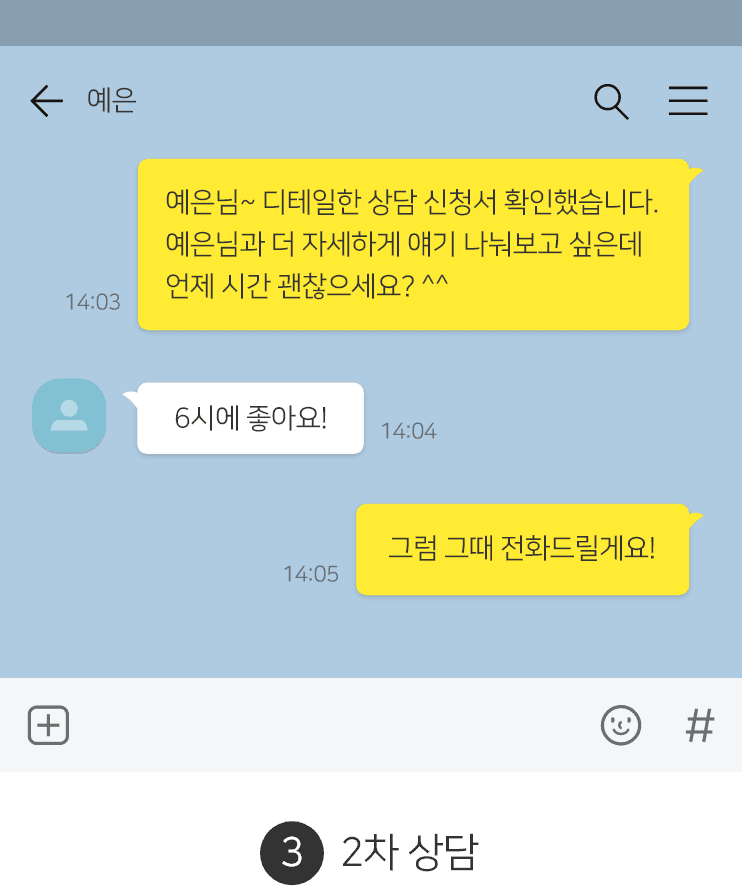 예은
예은님~ 디테일한 상담 신청서 확인했습니다.
예은님과 더 자세하게 얘기 나눠보고 싶은데
언제 시간 괜찮으세요? ^^
14:03
6시에 좋아요!
14:04
그럼 그때 전화드릴게요!
14:05
#
3 2차 상담